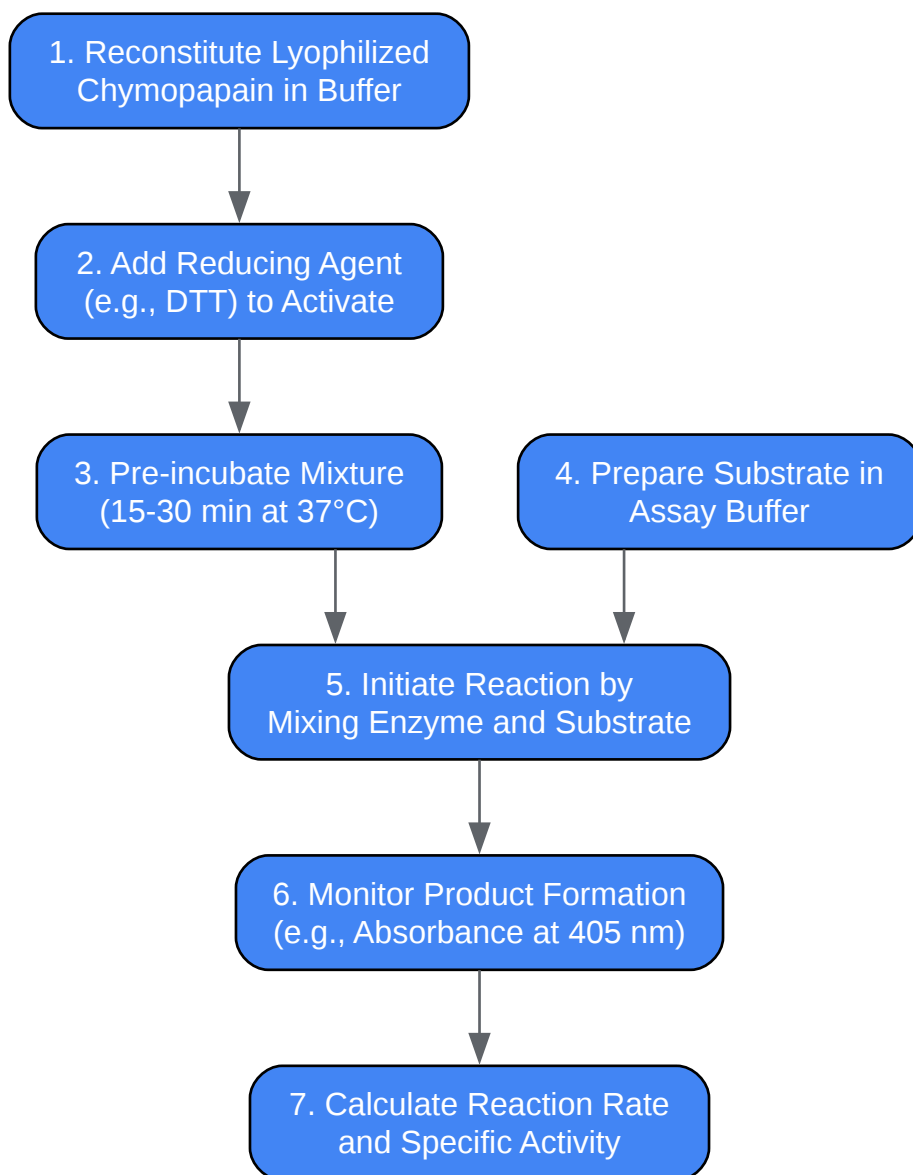 1. Reconstitute Lyophilized
Chymopapain in Buffer
2. Add Reducing Agent
(e.g., DTT) to Activate
3. Pre-incubate Mixture
(15-30 min at 37°C)
4. Prepare Substrate in
Assay Buffer
5. Initiate Reaction by
Mixing Enzyme and Substrate
6. Monitor Product Formation
(e.g., Absorbance at 405 nm)
7. Calculate Reaction Rate
and Specific Activity